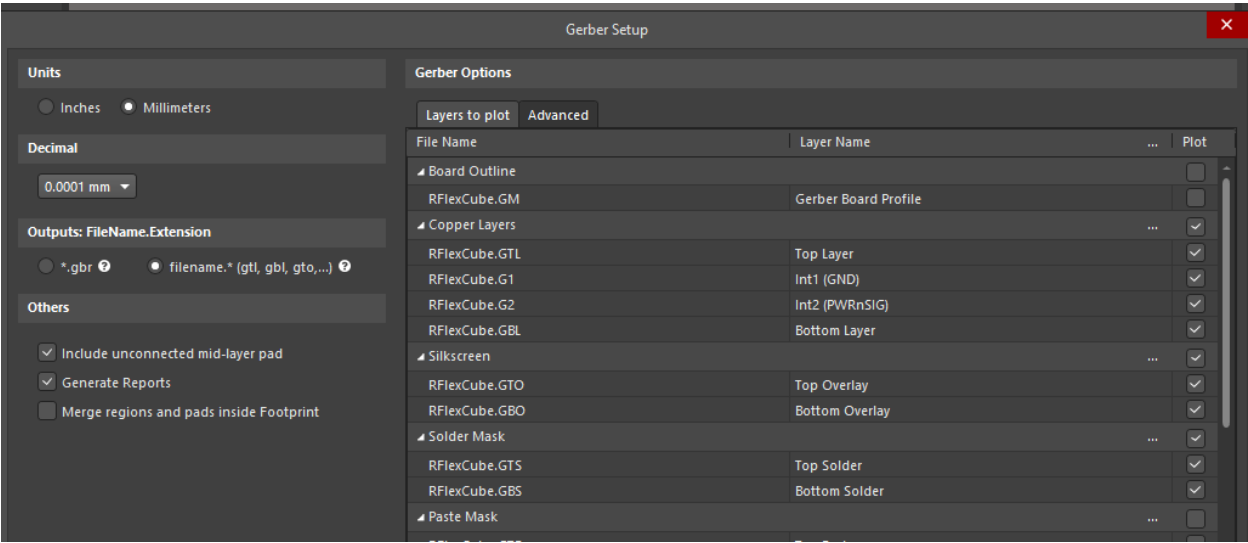 Gerber Setup
Units
Inches
Millimeters
Decimal
0.0001 mm
Outputs: FileName.Extension
*.gbr
filename.* (gtl, gbl, gto,...)
Others
Include unconnected mid-layer pad
Generate Reports
Merge regions and pads inside Footprint
Gerber Options
Layers to plot Advanced
File Name Layer Name ... Plot
Board Outline
RFlexCube.GM Gerber Board Profile
Copper Layers ...
RFlexCube.GTL Top Layer
RFlexCube.G1 Int1 (GND)
RFlexCube.G2 Int2 (PWRnSIG)
RFlexCube.GBL Bottom Layer
Silkscreen ...
RFlexCube.GTO Top Overlay
RFlexCube.GBO Bottom Overlay
Solder Mask ...
RFlexCube.GTS Top Solder
RFlexCube.GBS Bottom Solder
Paste Mask ...